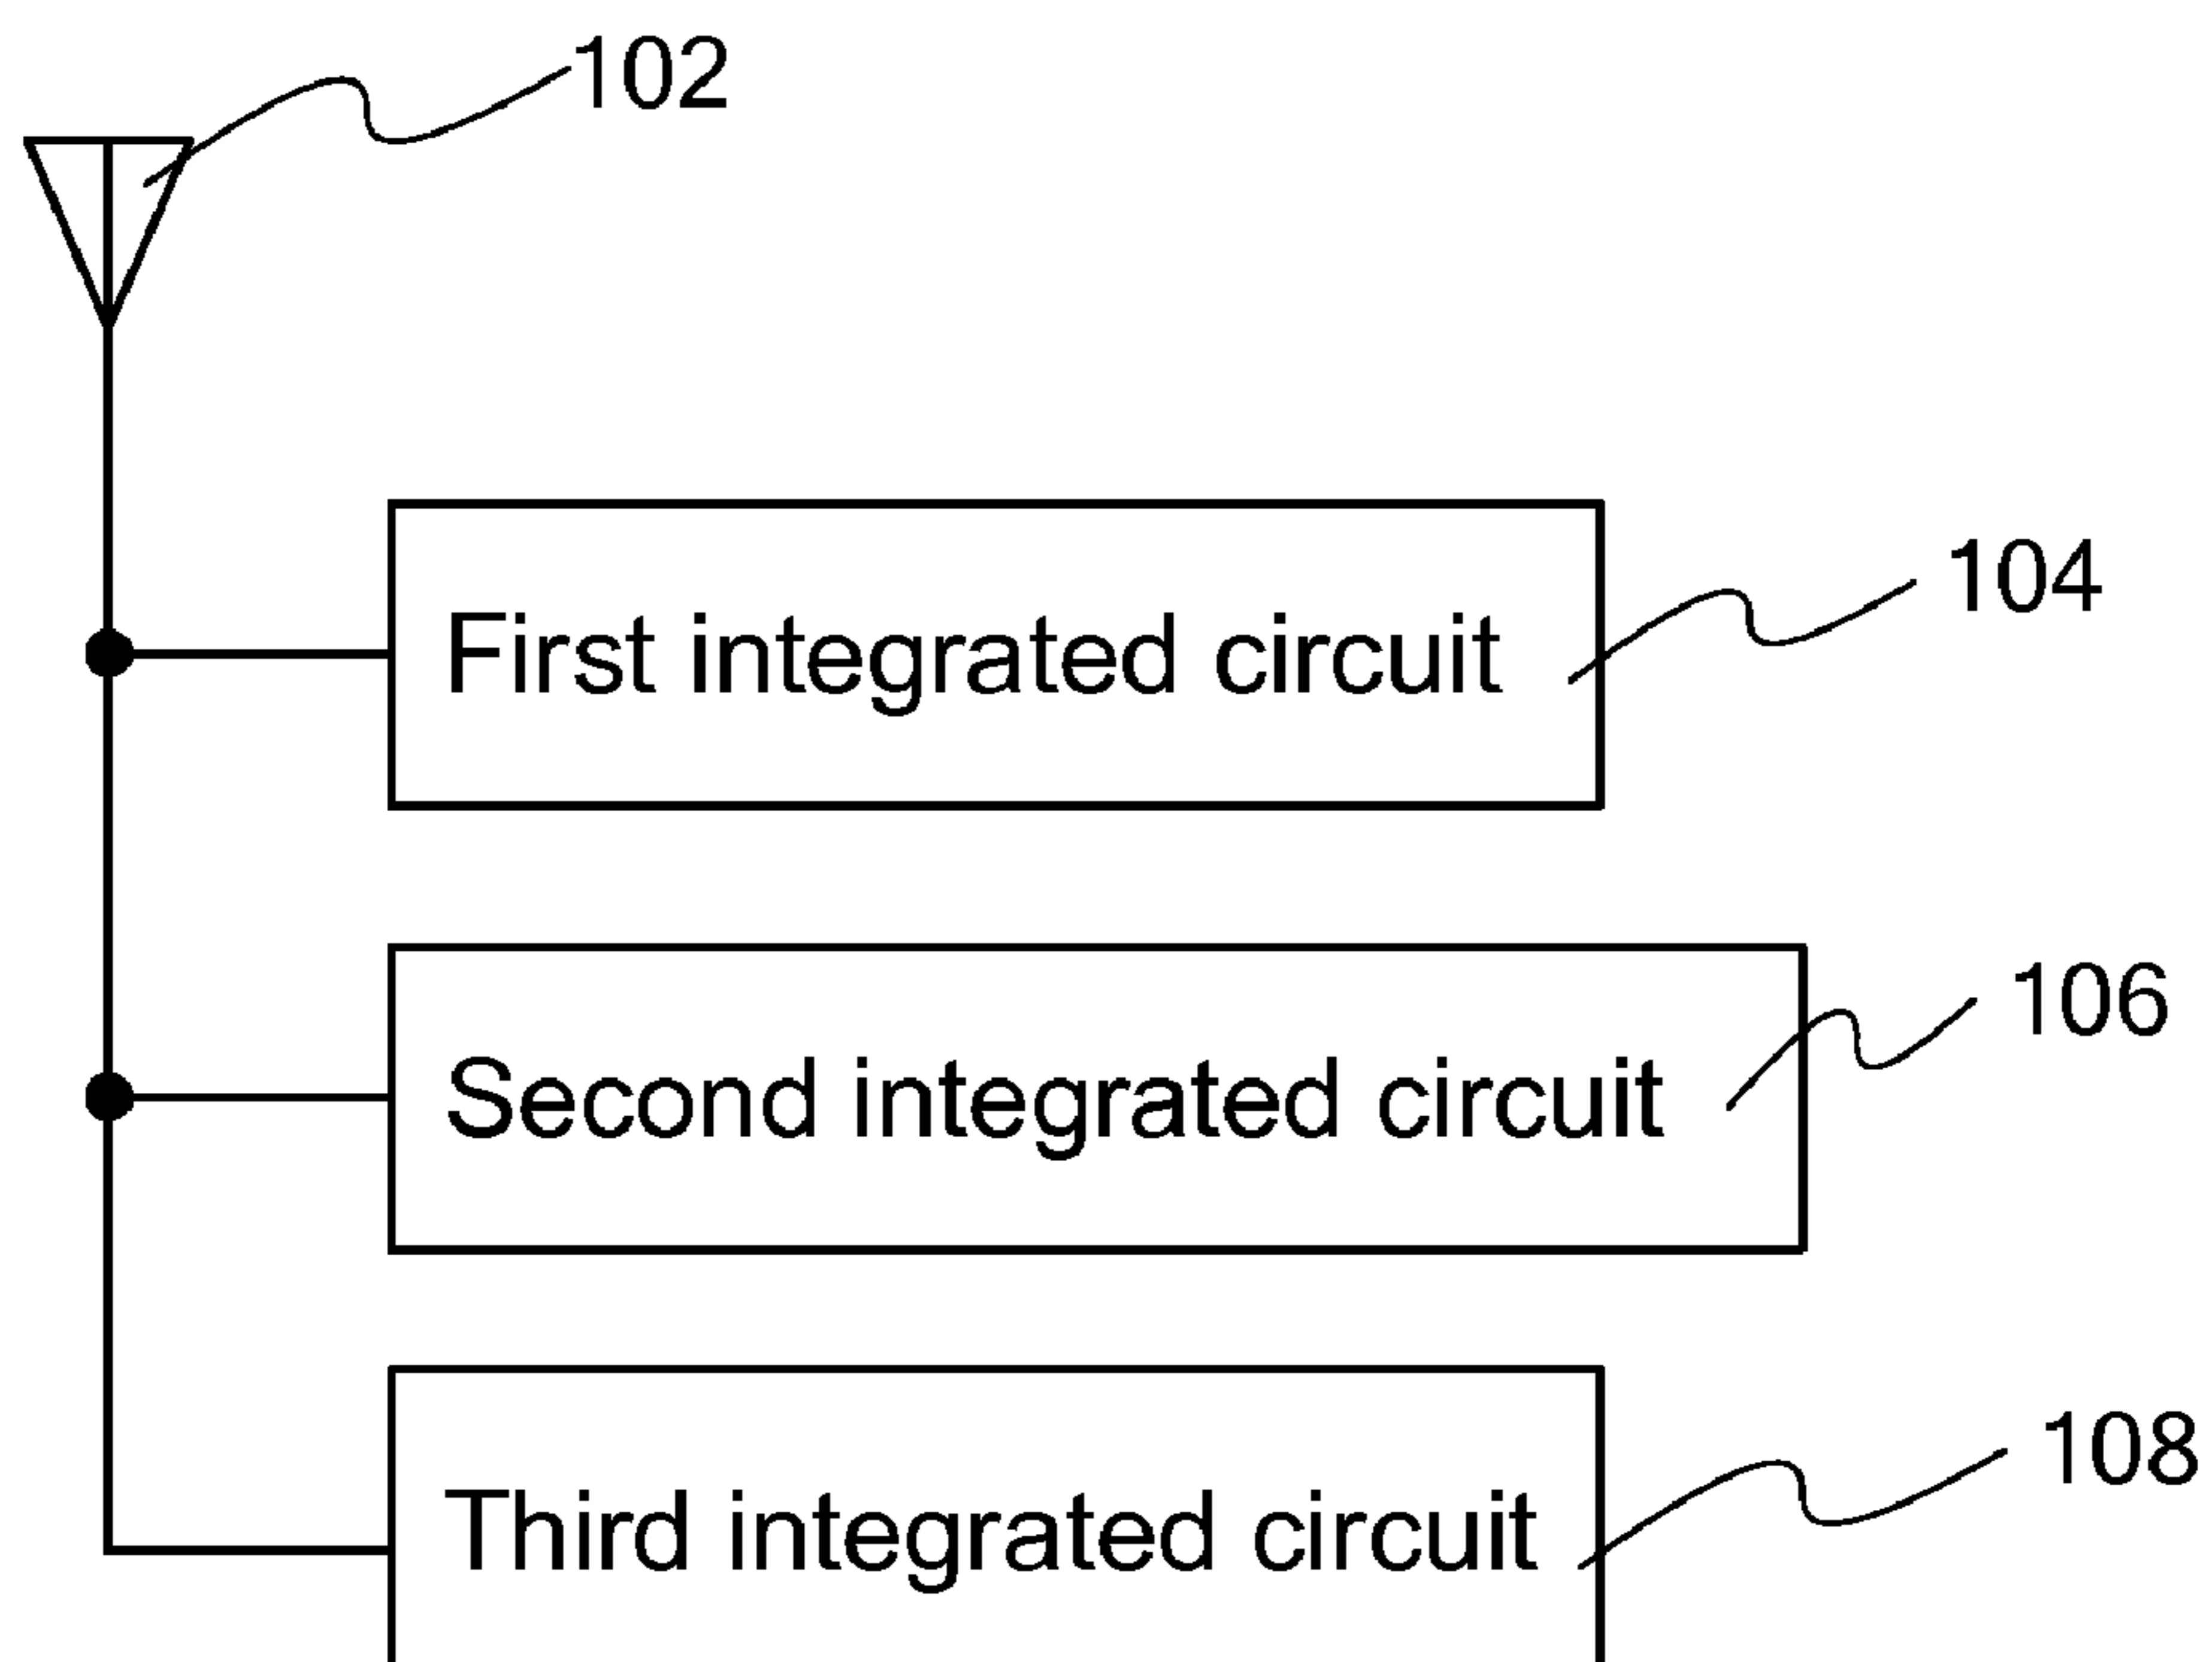 102
104
First integrated circuit
106
Second integrated circuit
108
Third integrated circuit